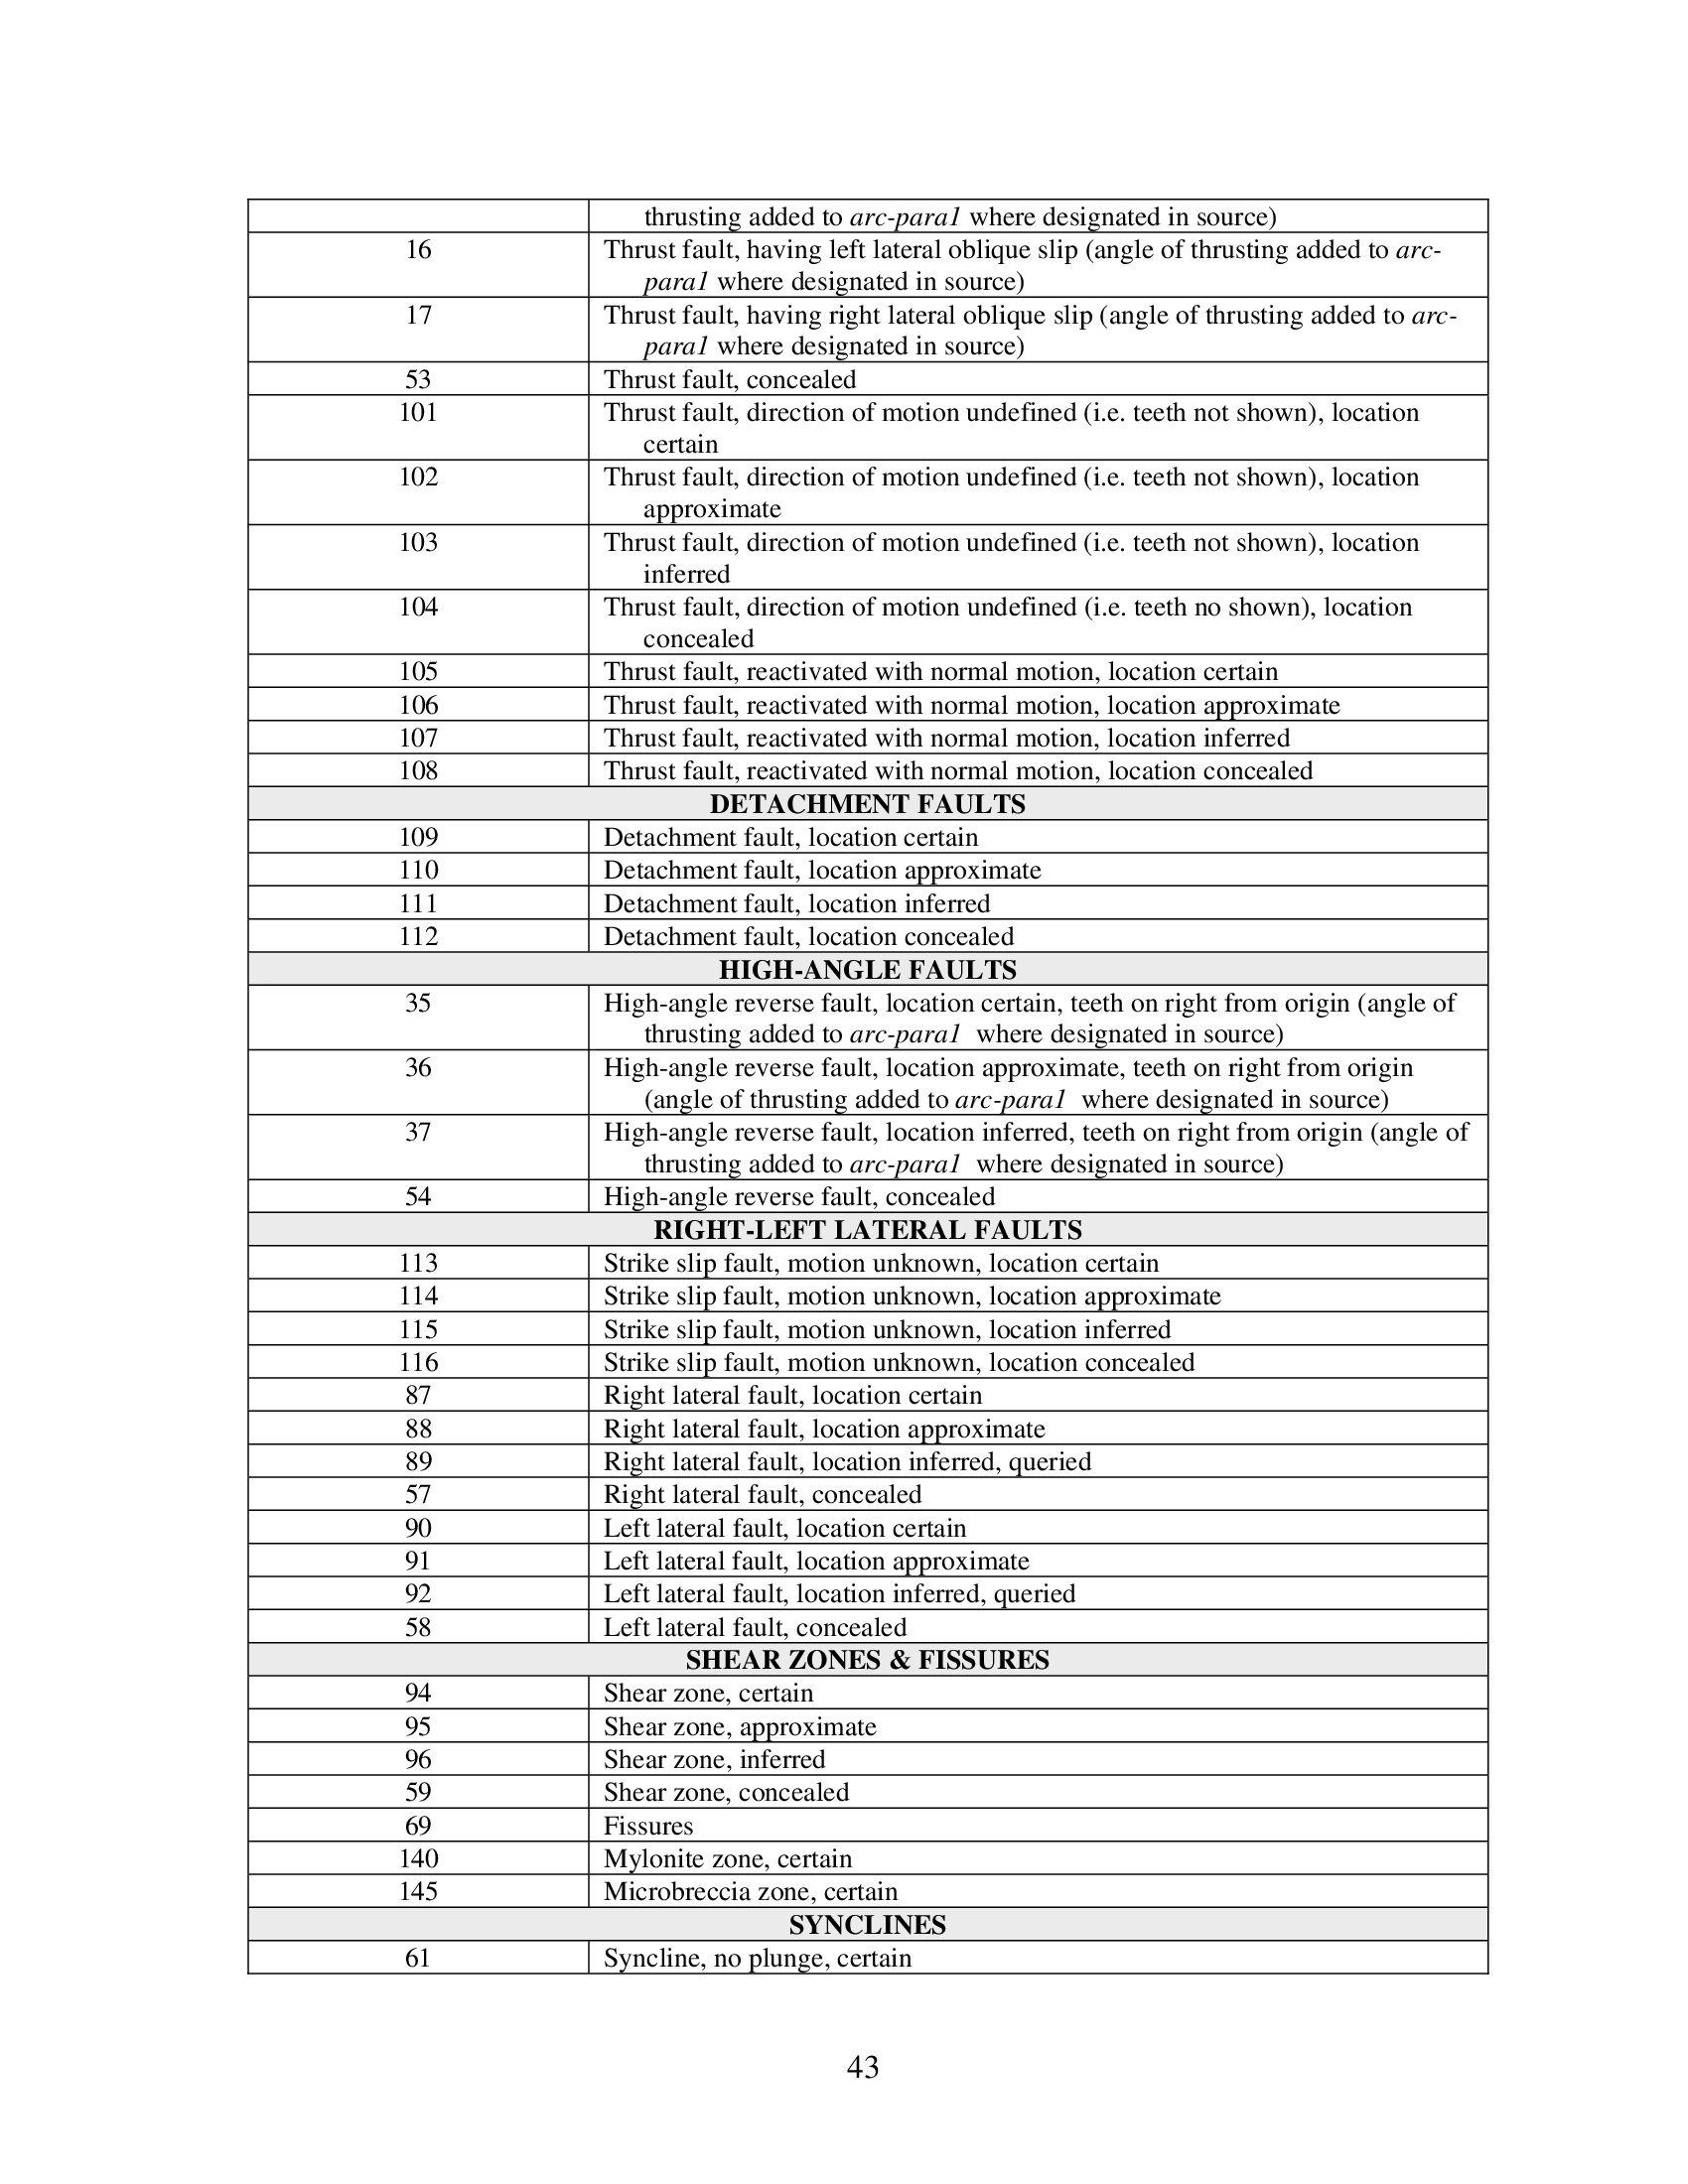 thrusting added to arc-para1 where designated in source)
16 Thrust fault, having left lateral oblique slip (angle of thrusting added to arc-
para1 where designated in source)
17 Thrust fault, having right lateral oblique slip (angle of thrusting added to arc-
para1 where designated in source)
53 Thrust fault, concealed
101 Thrust fault, direction of motion undefined (i.e. teeth not shown), location
certain
102 Thrust fault, direction of motion undefined (i.e. teeth not shown), location
approximate
103 Thrust fault, direction of motion undefined (i.e. teeth not shown), location
inferred
104 Thrust fault, direction of motion undefined (i.e. teeth no shown), location
concealed
105 Thrust fault, reactivated with normal motion, location certain
106 Thrust fault, reactivated with normal motion, location approximate
107 Thrust fault, reactivated with normal motion, location inferred
108 Thrust fault, reactivated with normal motion, location concealed
DETACHMENT FAULTS
109 Detachment fault, location certain
110 Detachment fault, location approximate
111 Detachment fault, location inferred
112 Detachment fault, location concealed
HIGH-ANGLE FAULTS
35 High-angle reverse fault, location certain, teeth on right from origin (angle of
thrusting added to arc-para1 where designated in source)
36 High-angle reverse fault, location approximate, teeth on right from origin
(angle of thrusting added to arc-para1 where designated in source)
37 High-angle reverse fault, location inferred, teeth on right from origin (angle of
thrusting added to arc-para1 where designated in source)
54 High-angle reverse fault, concealed
RIGHT-LEFT LATERAL FAULTS
113 Strike slip fault, motion unknown, location certain
114 Strike slip fault, motion unknown, location approximate
115 Strike slip fault, motion unknown, location inferred
116 Strike slip fault, motion unknown, location concealed
87 Right lateral fault, location certain
88 Right lateral fault, location approximate
89 Right lateral fault, location inferred, queried
57 Right lateral fault, concealed
90 Left lateral fault, location certain
91 Left lateral fault, location approximate
92 Left lateral fault, location inferred, queried
58 Left lateral fault, concealed
SHEAR ZONES & FISSURES
94 Shear zone, certain
95 Shear zone, approximate
96 Shear zone, inferred
59 Shear zone, concealed
69 Fissures
140 Mylonite zone, certain
145 Microbreccia zone, certain
SYNCLINES
61 Syncline, no plunge, certain
43